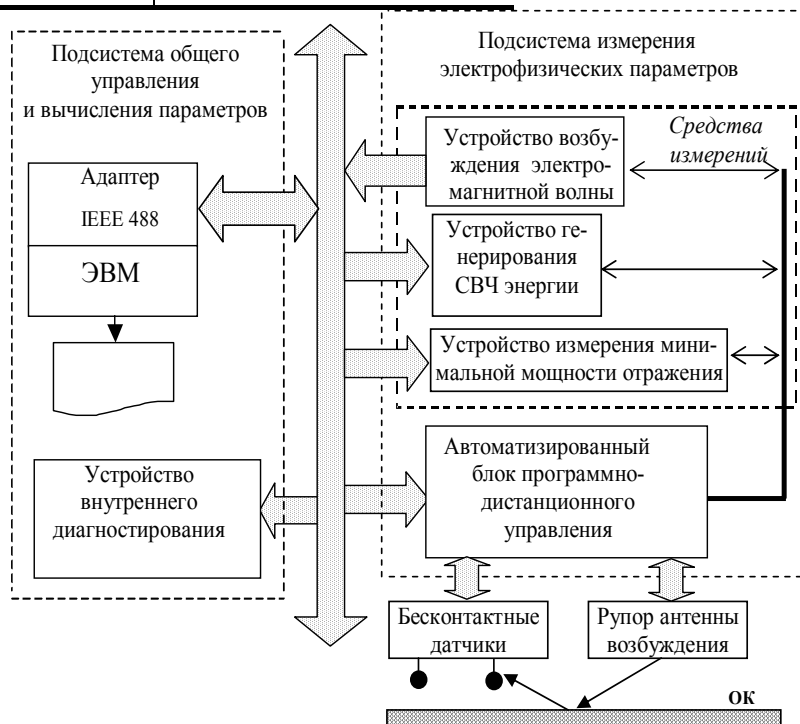 Подсистема общего
управления
и вычисления параметров
Адаптер
IEEE 488
ЭВМ
Устройство
внутреннего
диагностирования
Подсистема измерения
электрофизических параметров
Средства
измерений
Устройство возбу-
ждения электро-
магнитной волны
Устройство ге-
нерирования
СВЧ энергии
Устройство измерения мини-
мальной мощности отражения
Автоматизированный
блок программно-
дистанционного
управления
Бесконтактные
датчики
Рупор антенны
возбуждения
ОК